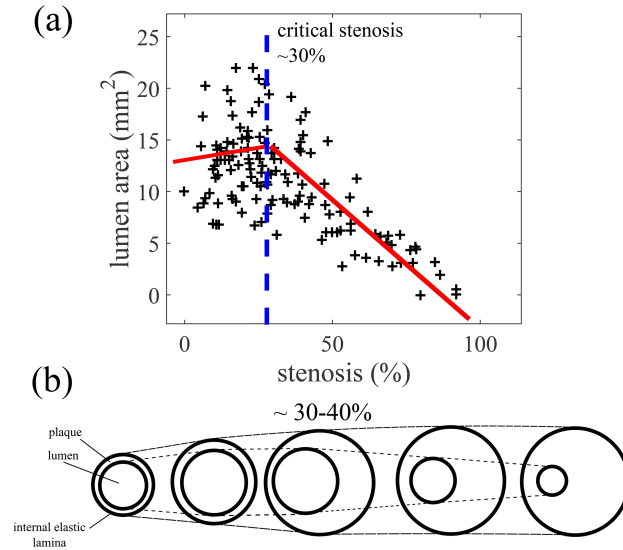 (a)
critical stenosis
~30%
25
20
15
10
5
0
lumen area (mm²)
0
50
100
stenosis (%)
(b)
~ 30-40%
plaque
lumen
internal elastic
lamina